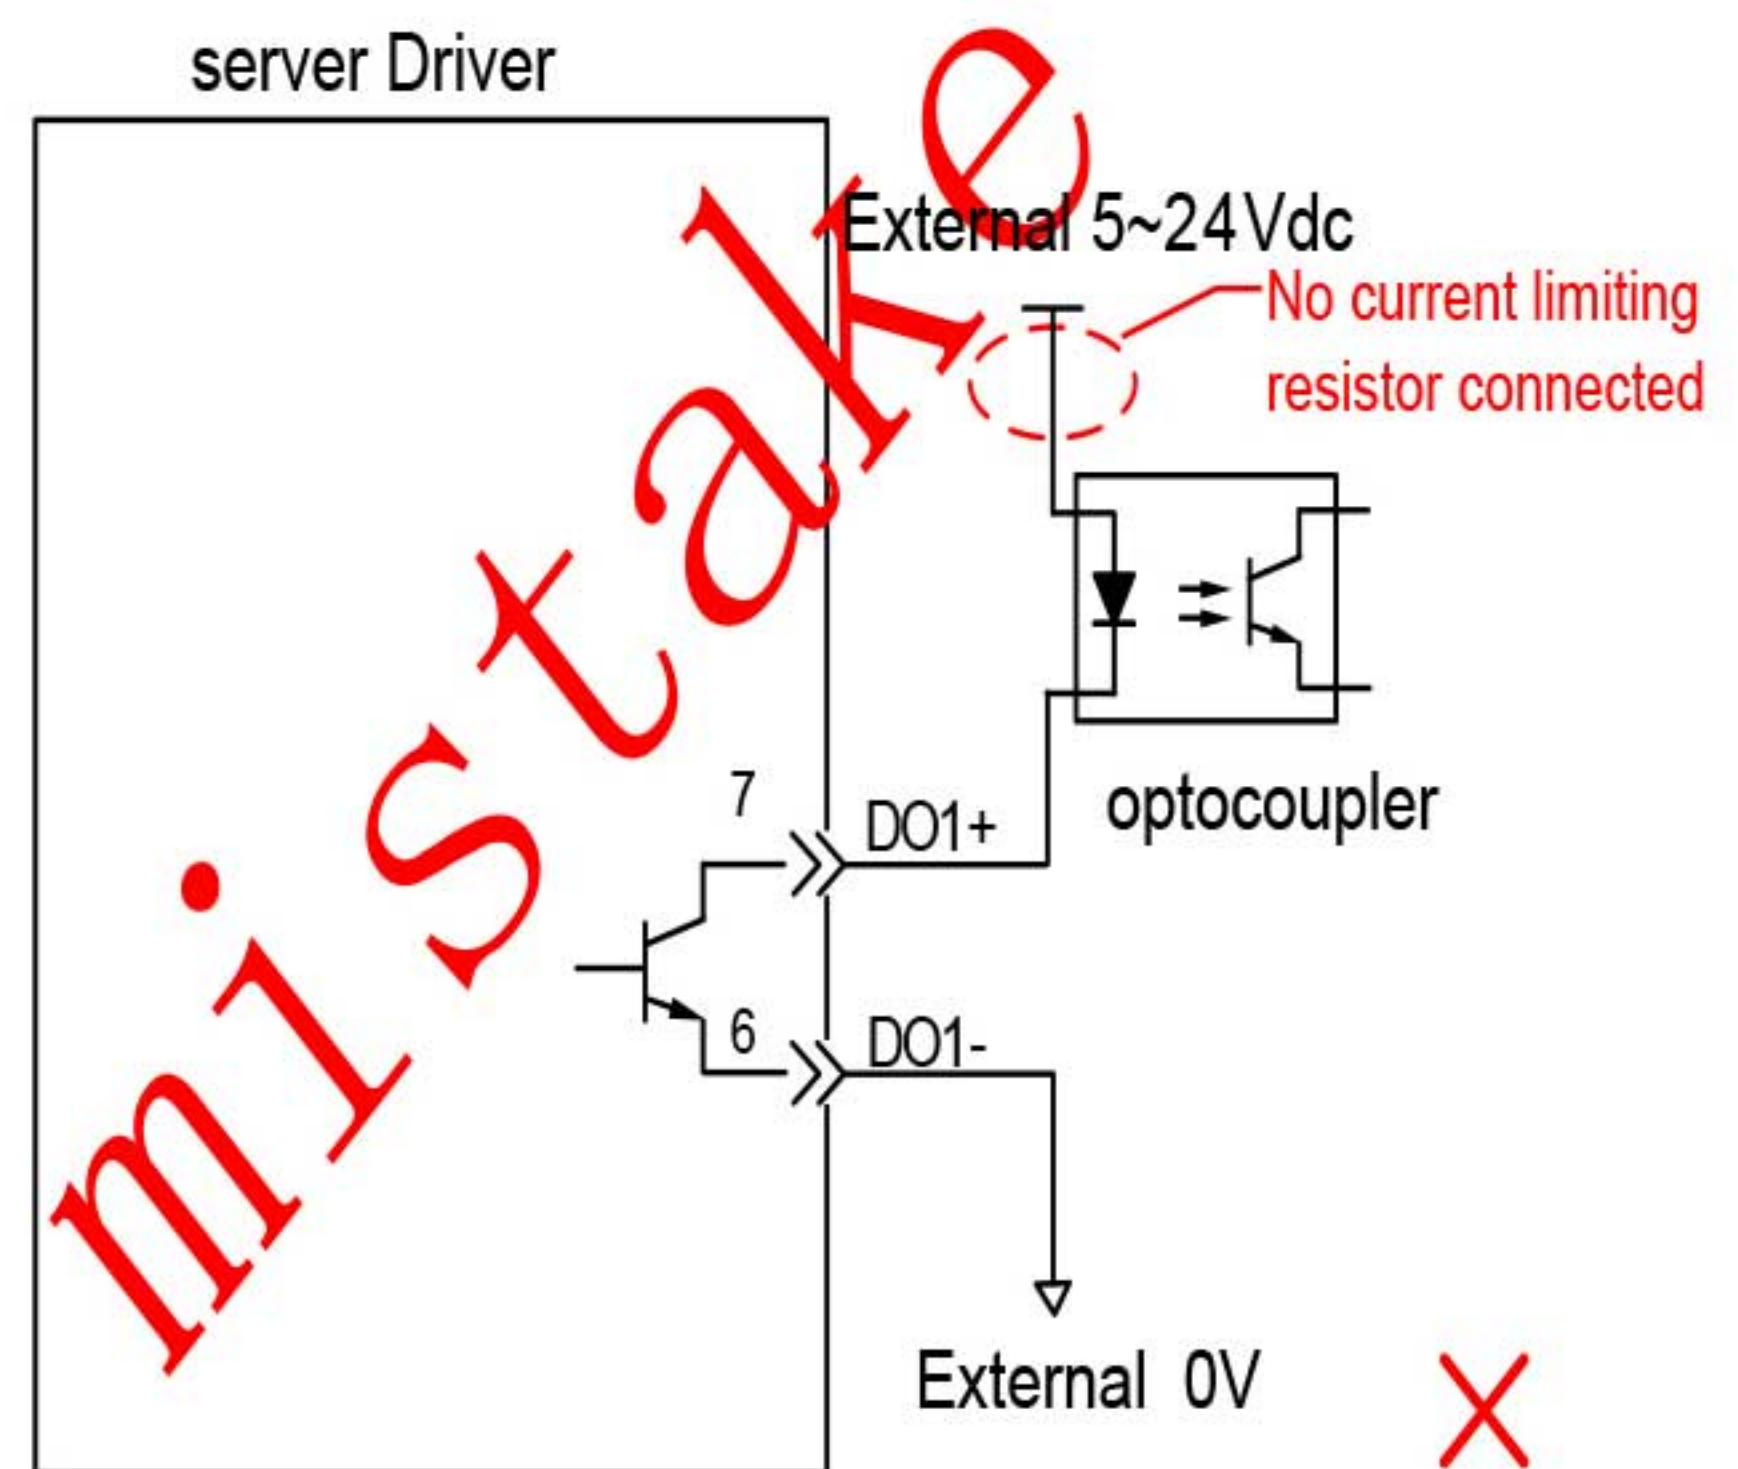 server Driver
mistake
External 5~24Vdc
No current limiting
resistor connected
optocoupler
7
DO1+
6
DO1-
External 0V